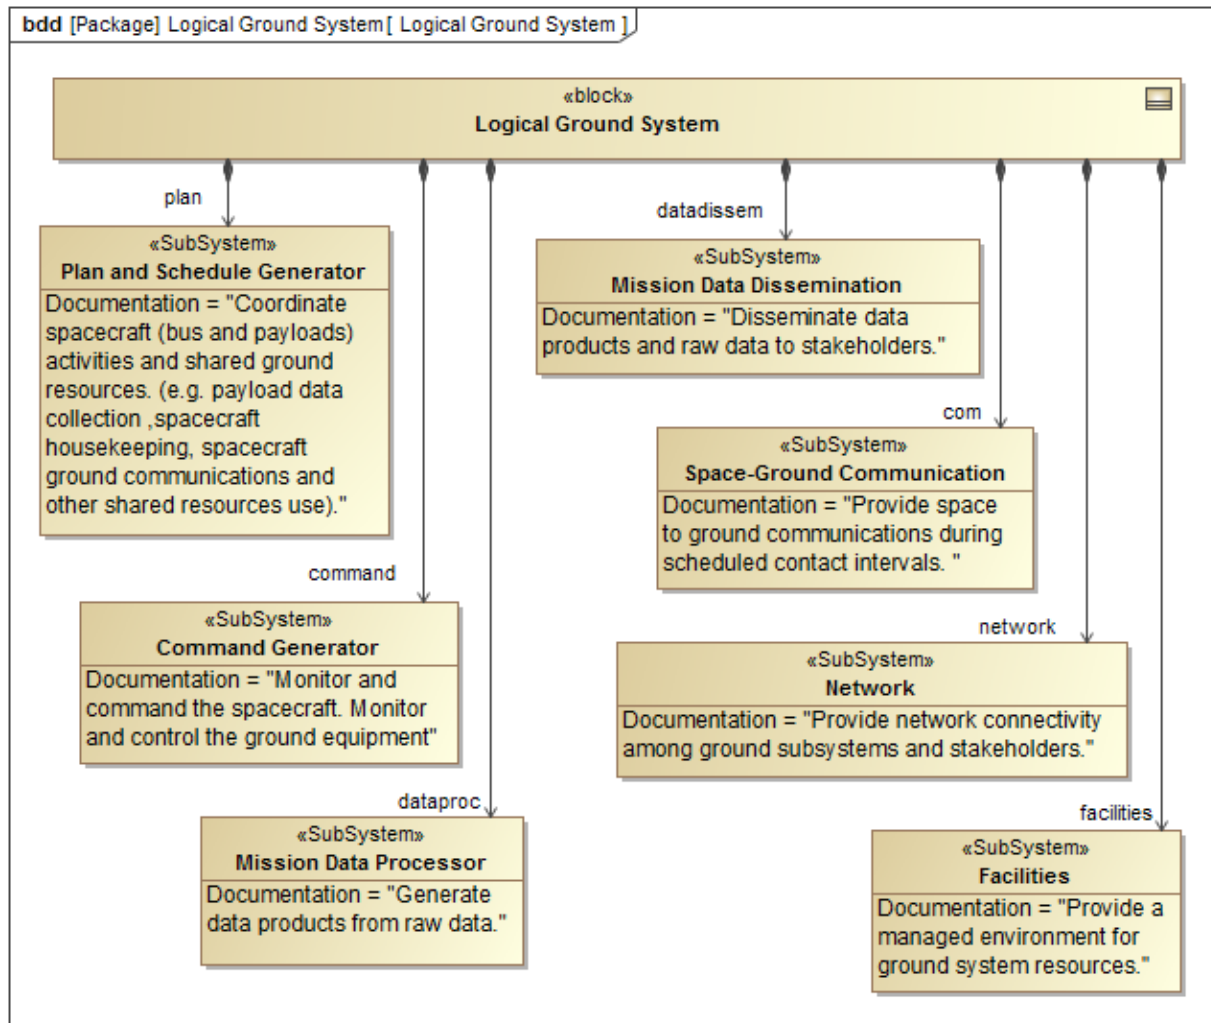 bdd [Package] Logical Ground System[ Logical Ground System ]
«block»
Logical Ground System
plan
«SubSystem»
Plan and Schedule Generator
Documentation = "Coordinate
spacecraft (bus and payloads)
activities and shared ground
resources. (e.g. payload data
collection ,spacecraft
housekeeping, spacecraft
ground communications and
other shared resources use)."
datadissem
«SubSystem»
Mission Data Dissemination
Documentation = "Disseminate data
products and raw data to stakeholders."
com
«SubSystem»
Space-Ground Communication
Documentation = "Provide space
to ground communications during
scheduled contact intervals. "
command
«SubSystem»
Command Generator
Documentation = "Monitor and
command the spacecraft. Monitor
and control the ground equipment"
network
«SubSystem»
Network
Documentation = "Provide network connectivity
among ground subsystems and stakeholders."
dataproc
«SubSystem»
Mission Data Processor
Documentation = "Generate
data products from raw data."
facilities
«SubSystem»
Facilities
Documentation = "Provide a
managed environment for
ground system resources."